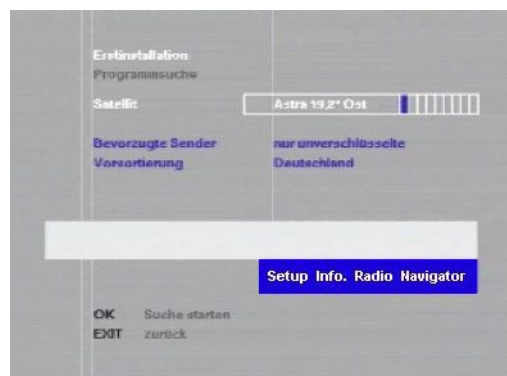 Erstinstallation
Programmsuche
Satellit Astra 19,2° Ost
Bevorzugte Sender nur unverschlüsselte
Vorsortierung Deutschland
Setup Info. Radio Navigator
OK Suche starten
EXIT zurück